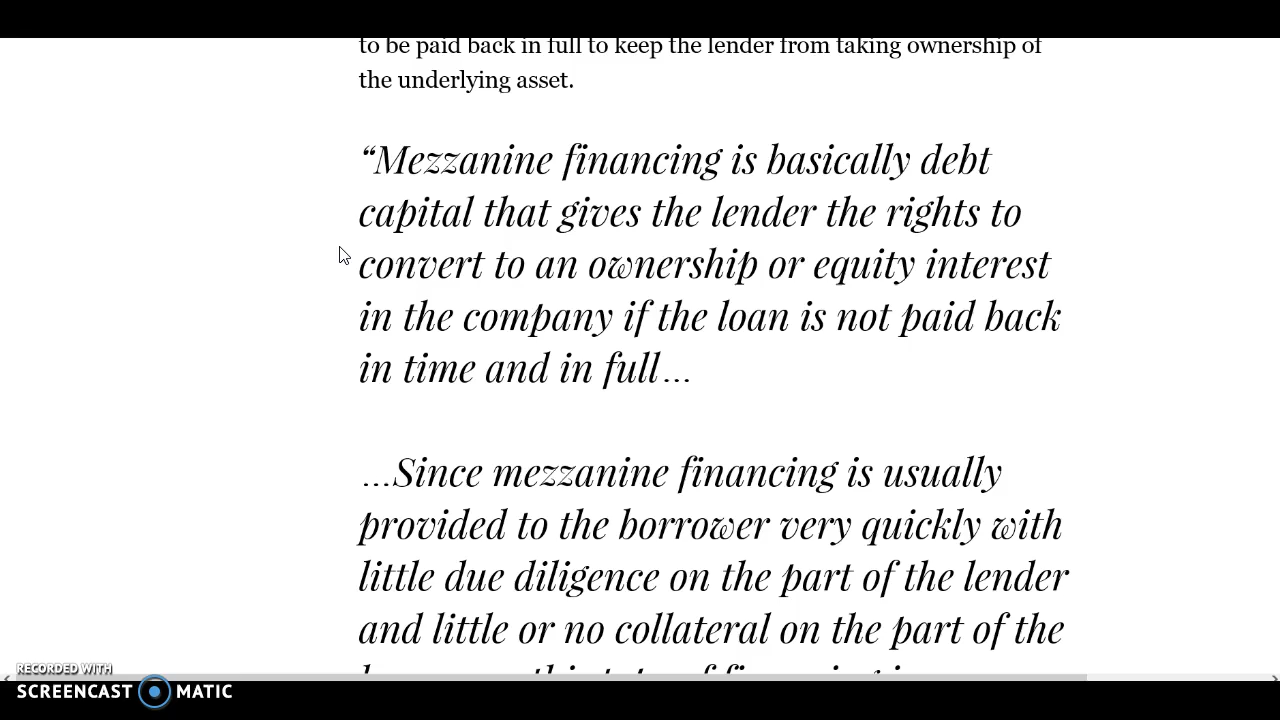 to be paid back in full to keep the lender from taking ownership of
the underlying asset.
“Mezzanine financing is basically debt
capital that gives the lender the rights to
convert to an ownership or equity interest
in the company if the loan is not paid back
in time and in full…
…Since mezzanine financing is usually
provided to the borrower very quickly with
little due diligence on the part of the lender
and little or no collateral on the part of the
RECORDED WITH
SCREENCAST MATIC